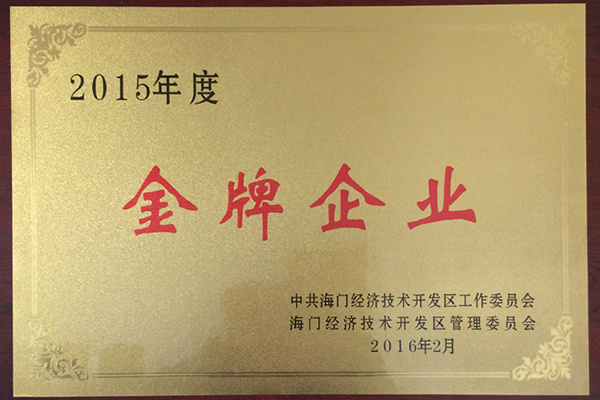 2015年度
金牌企业
中共海门经济技术开发区工作委员会
海门经济技术开发区管理委员会
2016年2月